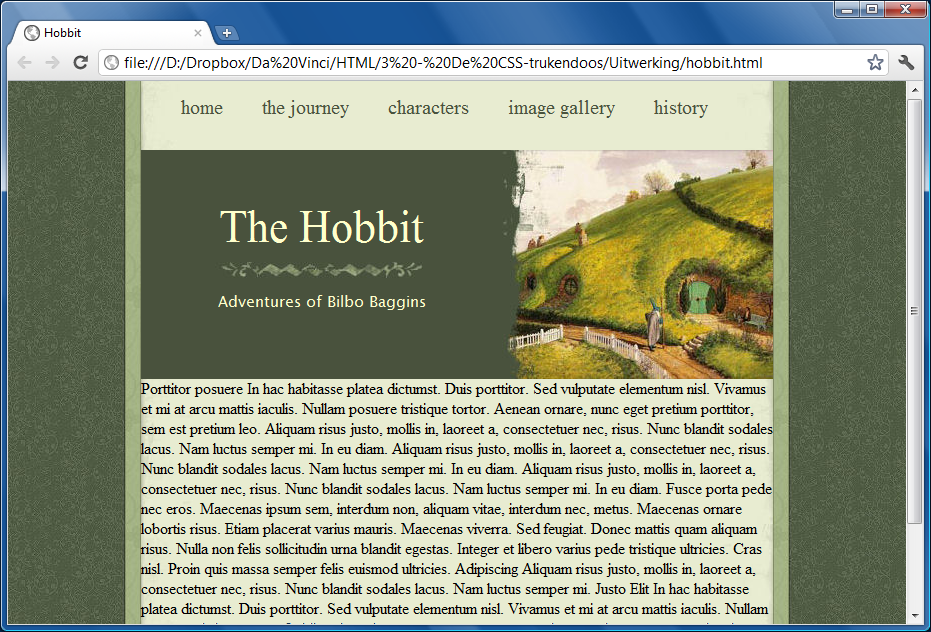 Hobbit
file:///D:/Dropbox/Da%20Vinci/HTML/3%20-%20De%20CSS-trukendoos/Uitwerking/hobbit.html
home the journey characters image gallery history
The Hobbit
Adventures of Bilbo Baggins
Porttitor posuere In hac habitasse platea dictumst. Duis porttitor. Sed vulputate elementum nisl. Vivamus
et mi at arcu mattis iaculis. Nullam posuere tristique tortor. Aenean ornare, nunc eget pretium porttitor,
sem est pretium leo. Aliquam risus justo, mollis in, laoreet a, consectetuer nec, risus. Nunc blandit sodales
lacus. Nam luctus semper mi. In eu diam. Aliquam risus justo, mollis in, laoreet a, consectetuer nec, risus.
Nunc blandit sodales lacus. Nam luctus semper mi. In eu diam. Aliquam risus justo, mollis in, laoreet a,
consectetuer nec, risus. Nunc blandit sodales lacus. Nam luctus semper mi. In eu diam. Fusce porta pede
nec eros. Maecenas ipsum sem, interdum non, aliquam vitae, interdum nec, metus. Maecenas ornare
lobortis risus. Etiam placerat varius mauris. Maecenas viverra. Sed feugiat. Donec mattis quam aliquam
risus. Nulla non felis sollicitudin urna blandit egestas. Integer et libero varius pede tristique ultricies. Cras
nisl. Proin quis massa semper felis euismod ultricies. Adipiscing Aliquam risus justo, mollis in, laoreet a,
consectetuer nec, risus. Nunc blandit sodales lacus. Nam luctus semper mi. Justo Elit In hac habitasse
platea dictumst. Duis porttitor. Sed vulputate elementum nisl. Vivamus et mi at arcu mattis iaculis. Nullam